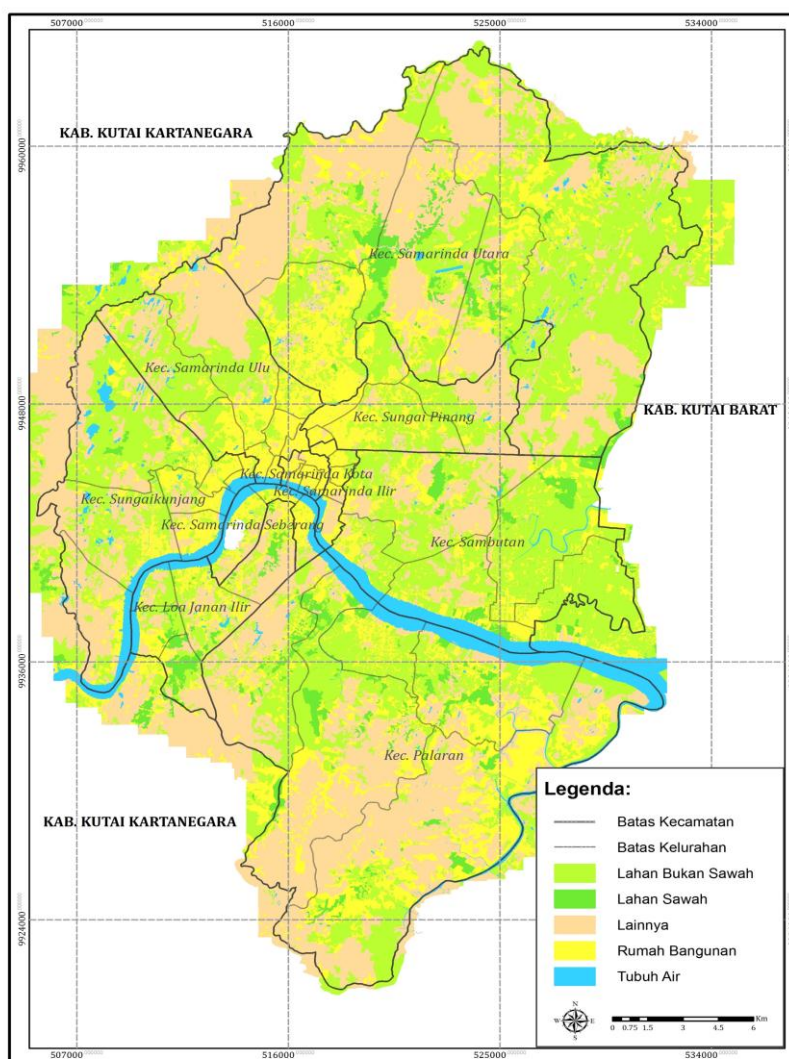 507000 516000 525000 534000
KAB. KUTAI KARTANEGARA
9960000
Kec. Samarinda Utara
Kec. Samarinda Ulu
9948000
Kec. Sungai Pinang
KAB. KUTAI BARAT
Kec. Samarinda Kota
Kec. Samarinda Ilir
Kec. Sungaikunjang
Kec. Samarinda Seberang
Kec. Sambutan
Kec. Loa Janan Ilir
9936000
Kec. Palaran
KAB. KUTAI KARTANEGARA
9924000
Legenda:
Batas Kecamatan
Batas Kelurahan
Lahan Bukan Sawah
Lahan Sawah
Lainnya
Rumah Bangunan
Tubuh Air
N
W E
S
Km
0 0.75 1.5 3 4.5 6
507000 516000 525000 534000